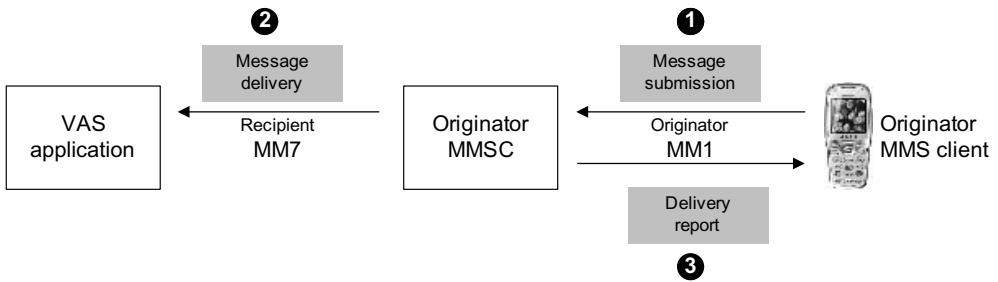 2
1
Message
delivery
Message
submission
VAS
application
Recipient
MM7
Originator
MMSC
Originator
MM1
Originator
MMS client
Delivery
report
3